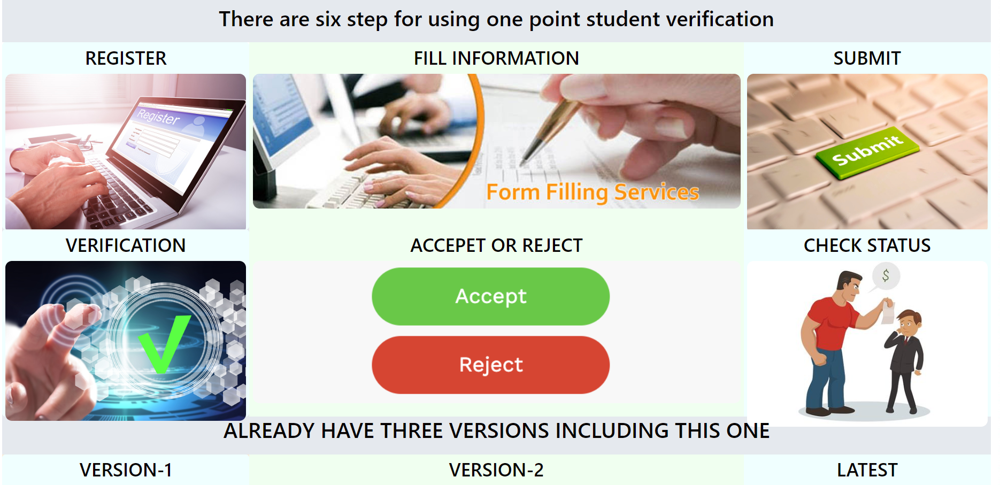 There are six step for using one point student verification
REGISTER
FILL INFORMATION
SUBMIT
Register
Form Filling Services
Submit
VERIFICATION
ACCEPET OR REJECT
CHECK STATUS
$
Accept
Reject
ALREADY HAVE THREE VERSIONS INCLUDING THIS ONE
VERSION-1
VERSION-2
LATEST